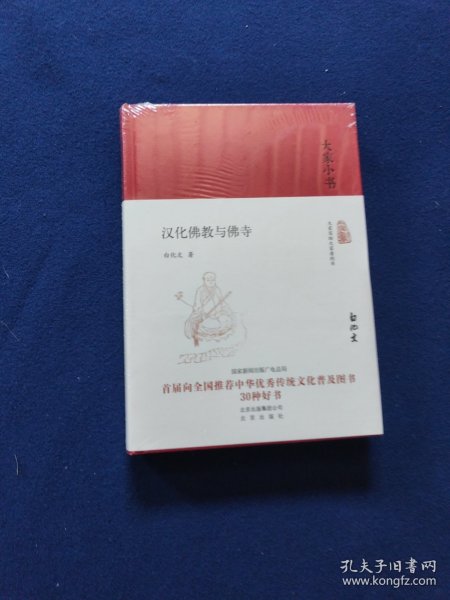 大家小书
汉化佛教与佛寺
白化文 著
白化文
国家新闻出版广电总局
首届向全国推荐中华优秀传统文化普及图书
30种好书
北京出版集团公司
北京出版社
孔夫子旧书网
www.kongfz.com